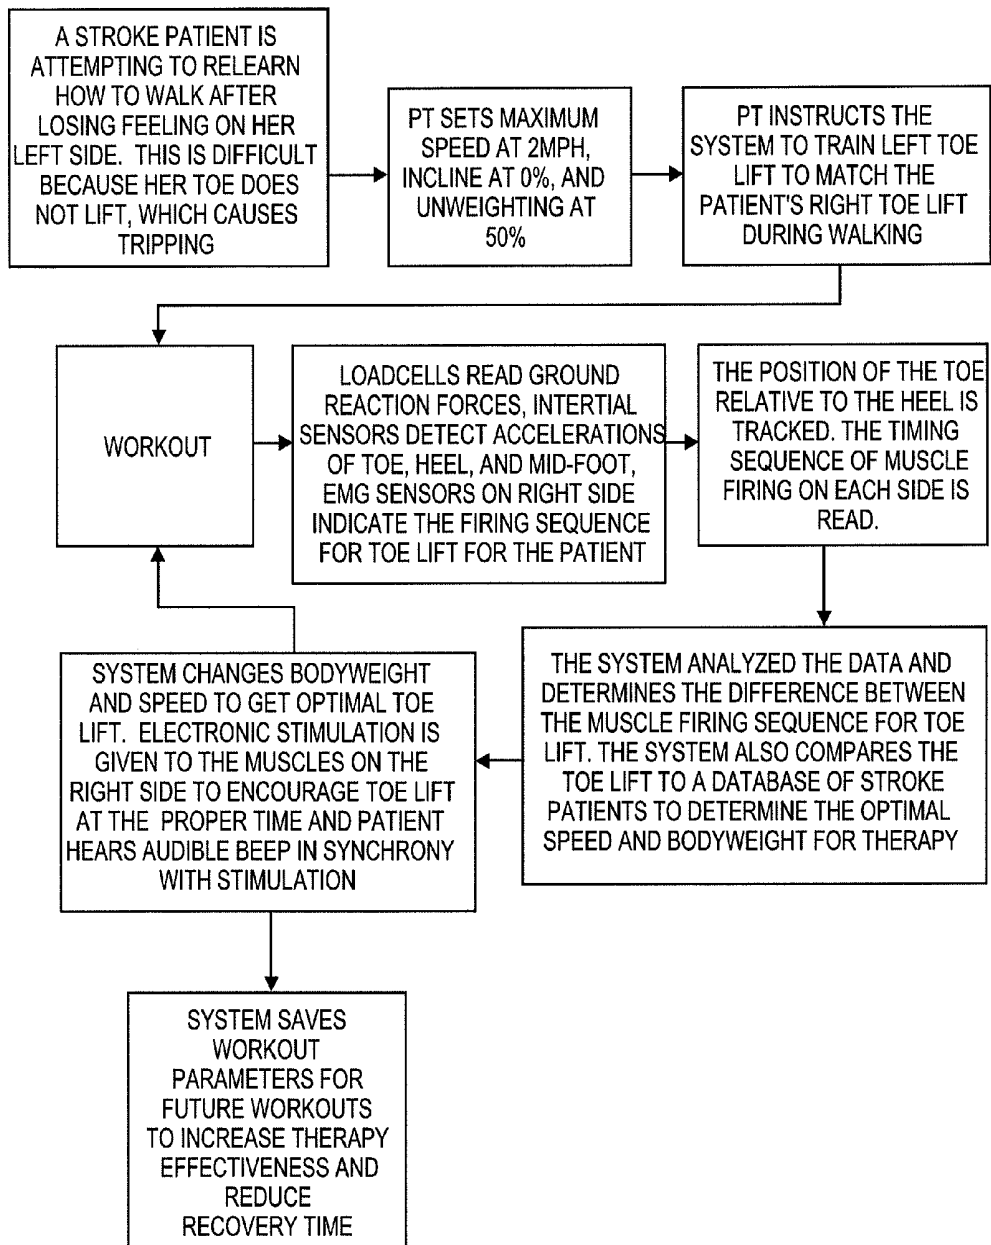 A STROKE PATIENT IS
ATTEMPTING TO RELEARN
HOW TO WALK AFTER
LOSING FEELING ON HER
LEFT SIDE. THIS IS DIFFICULT
BECAUSE HER TOE DOES
NOT LIFT, WHICH CAUSES
TRIPPING
PT SETS MAXIMUM
SPEED AT 2MPH,
INCLINE AT 0%, AND
UNWEIGHTING AT
50%
PT INSTRUCTS THE
SYSTEM TO TRAIN LEFT TOE
LIFT TO MATCH THE
PATIENT'S RIGHT TOE LIFT
DURING WALKING
WORKOUT
LOADCELLS READ GROUND
REACTION FORCES, INTERTIAL
SENSORS DETECT ACCELERATIONS
OF TOE, HEEL, AND MID-FOOT,
EMG SENSORS ON RIGHT SIDE
INDICATE THE FIRING SEQUENCE
FOR TOE LIFT FOR THE PATIENT
THE POSITION OF THE TOE
RELATIVE TO THE HEEL IS
TRACKED. THE TIMING
SEQUENCE OF MUSCLE
FIRING ON EACH SIDE IS
READ.
THE SYSTEM ANALYZED THE DATA AND
DETERMINES THE DIFFERENCE BETWEEN
THE MUSCLE FIRING SEQUENCE FOR TOE
LIFT. THE SYSTEM ALSO COMPARES THE
TOE LIFT TO A DATABASE OF STROKE
PATIENTS TO DETERMINE THE OPTIMAL
SPEED AND BODYWEIGHT FOR THERAPY
SYSTEM CHANGES BODYWEIGHT
AND SPEED TO GET OPTIMAL TOE
LIFT. ELECTRONIC STIMULATION IS
GIVEN TO THE MUSCLES ON THE
RIGHT SIDE TO ENCOURAGE TOE LIFT
AT THE PROPER TIME AND PATIENT
HEARS AUDIBLE BEEP IN SYNCHRONY
WITH STIMULATION
SYSTEM SAVES
WORKOUT
PARAMETERS FOR
FUTURE WORKOUTS
TO INCREASE THERAPY
EFFECTIVENESS AND
REDUCE
RECOVERY TIME